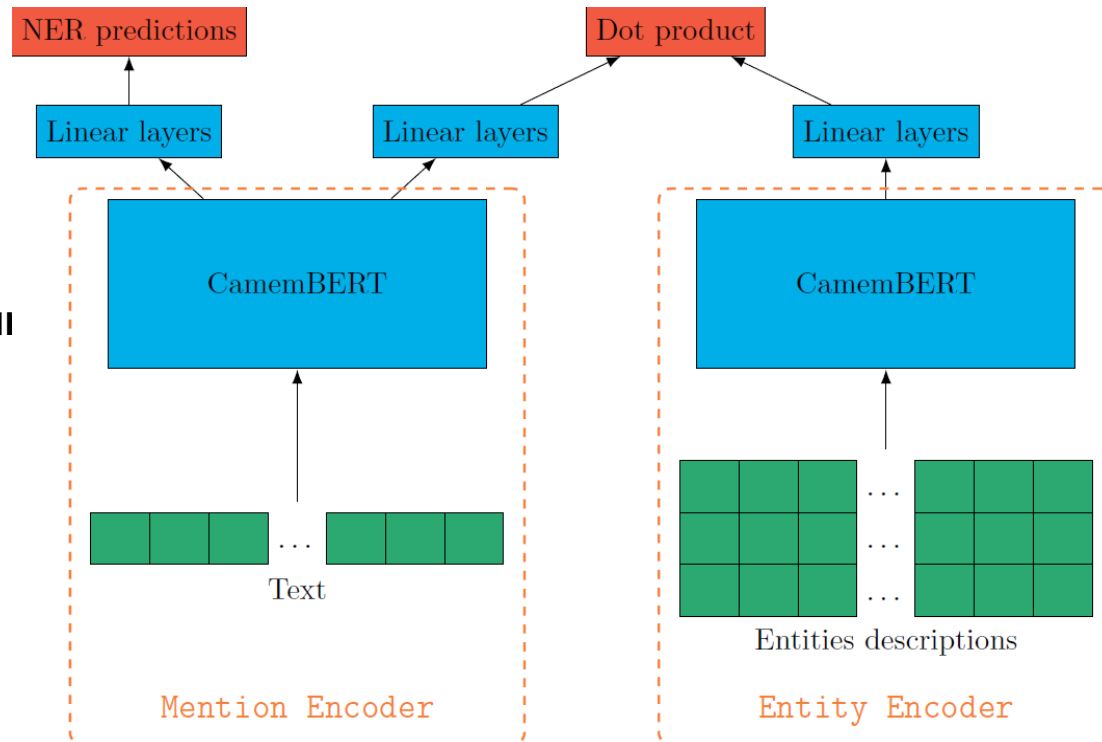 NER predictions
Dot product
Linear layers
Linear layers
Linear layers
CamemBERT
CamemBERT
...
...
...
...
Text
Entities descriptions
Mention Encoder
Entity Encoder